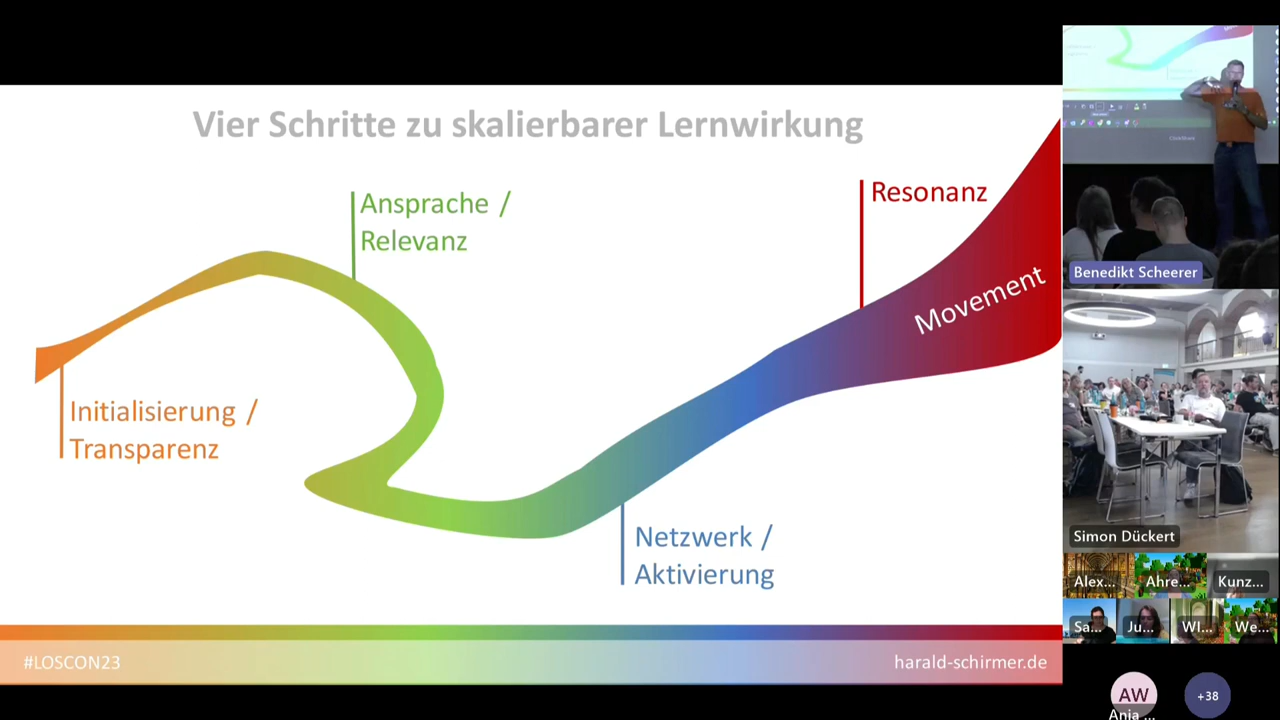 Vier Schritte zu skalierbarer Lernwirkung
Ansprache /
Relevanz
Resonanz
Movement
Initialisierung /
Transparenz
Netzwerk /
Aktivierung
#LOSCON23
harald-schirmer.de
Benedikt Scheerer
Simon Dückert
Alex...
Ahre...
Kunz...
Sa...
Ju...
WI...
We...
AW
+38
Anja ...